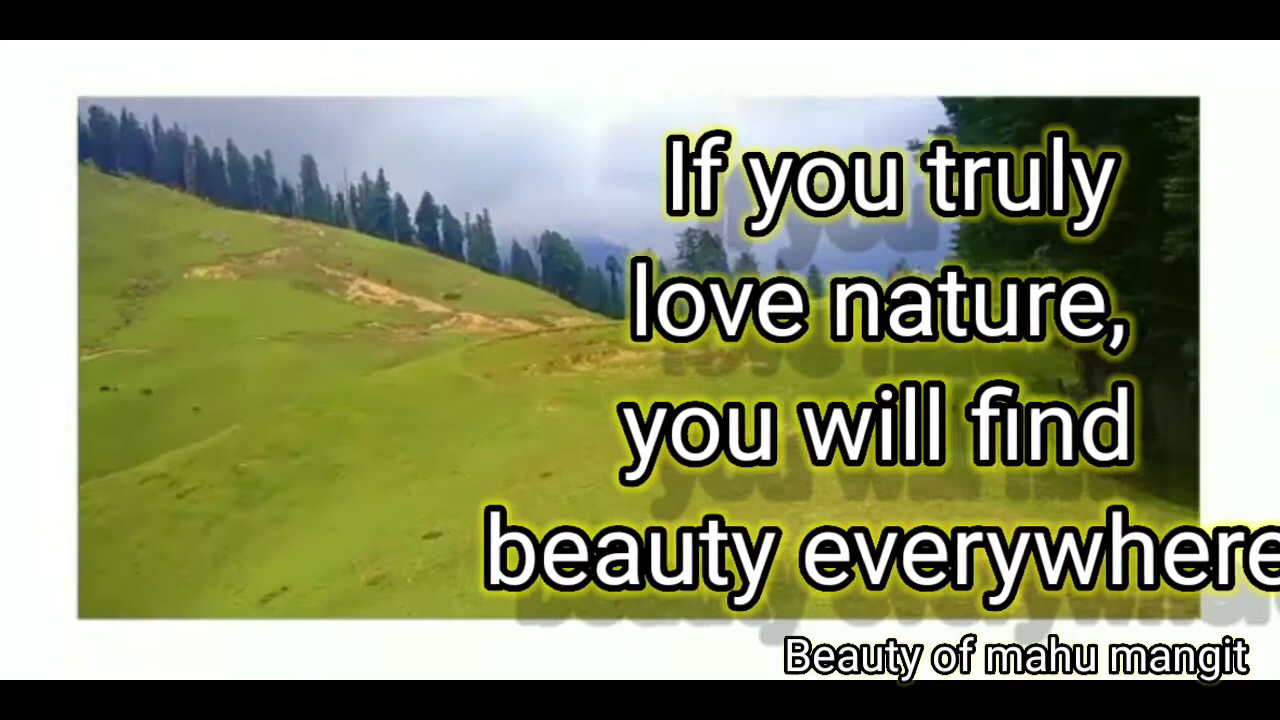 If you truly
love nature,
you will find
beauty everywhere
Beauty of mahu mangit